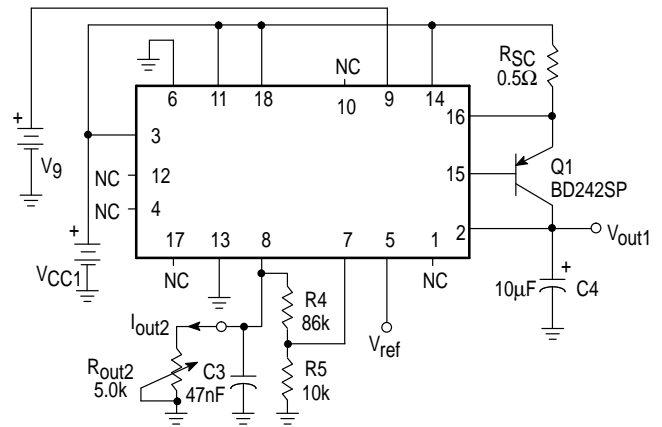 RSC
0.5Ω
NC
6
11
18
10
9
14
16
+
V9
3
NC
12
NC
4
15
Q1
BD242SP
2
Vout1
+
VCC1
17
13
8
7
5
1
NC
NC
+
10μF
C4
R4
86k
Iout2
Vref
Rout2
5.0k
C3
47nF
R5
10k